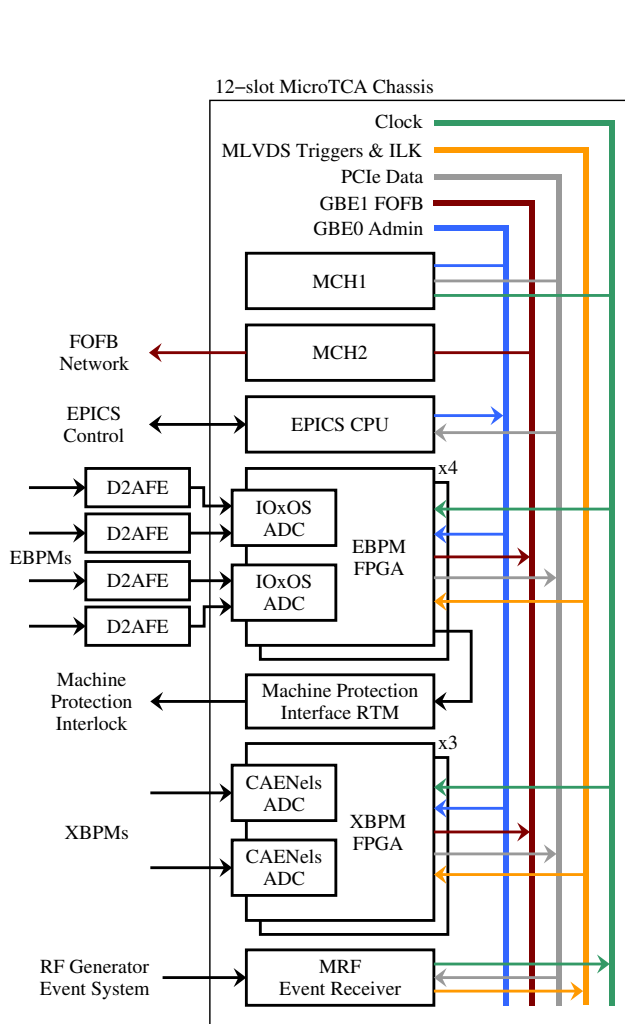 12−slot MicroTCA Chassis
Clock
MLVDS Triggers & ILK
PCIe Data
GBE1 FOFB
GBE0 Admin
MCH1
FOFB
Network
MCH2
EPICS
Control
EPICS CPU
x4
D2AFE
D2AFE
D2AFE
D2AFE
EBPMs
IOxOS
ADC
IOxOS
ADC
EBPM
FPGA
Machine
Protection
Interlock
Machine Protection
Interface RTM
x3
XBPMs
CAENels
ADC
CAENels
ADC
XBPM
FPGA
RF Generator
Event System
MRF
Event Receiver